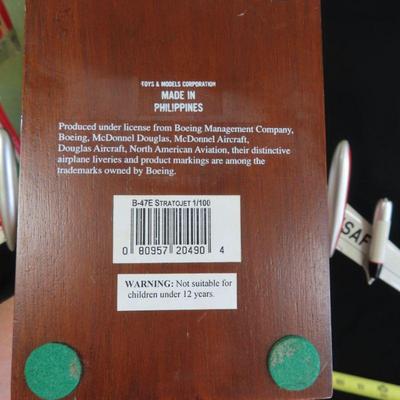 TOYS & MODELS CORPORATION
MADE IN
PHILIPPINES
Produced under license from Boeing Management Company,
Boeing, McDonnel Douglas, McDonnel Aircraft,
Douglas Aircraft, North American Aviation, their distinctive
airplane liveries and product markings are among the
trademarks owned by Boeing.
B-47E STRATOJET 1/100
0 80957 20490 4
WARNING: Not suitable for
children under 12 years.
SAF